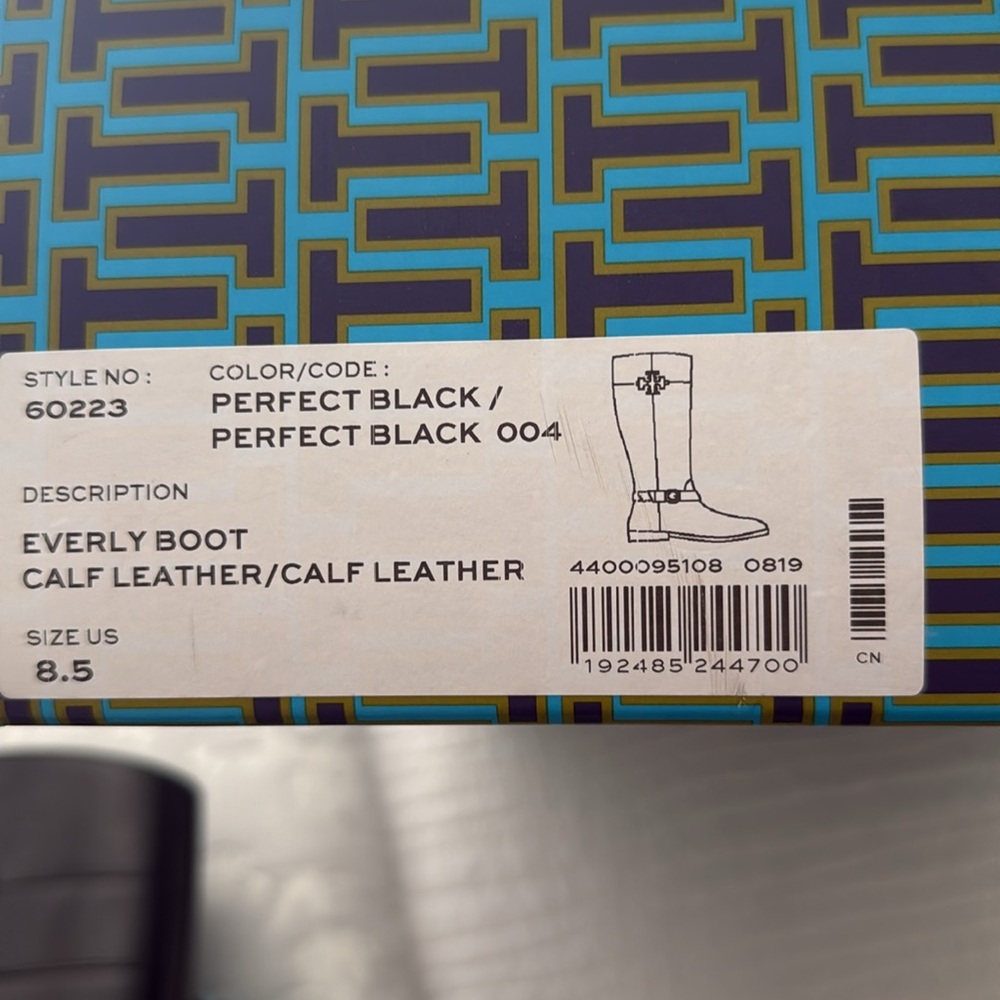 STYLE NO :
60223
COLOR/CODE :
PERFECT BLACK /
PERFECT BLACK 004
DESCRIPTION
EVERLY BOOT
CALF LEATHER/CALF LEATHER
SIZE US
8.5
4400095108 0819
192485 244700
CN